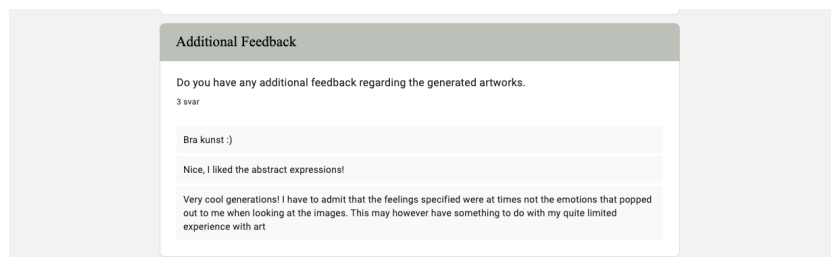 Additional Feedback
Do you have any additional feedback regarding the generated artworks.
3 svar
Bra kunst :)
Nice, I liked the abstract expressions!
Very cool generations! I have to admit that the feelings specified were at times not the emotions that popped
out to me when looking at the images. This may however have something to do with my quite limited
experience with art